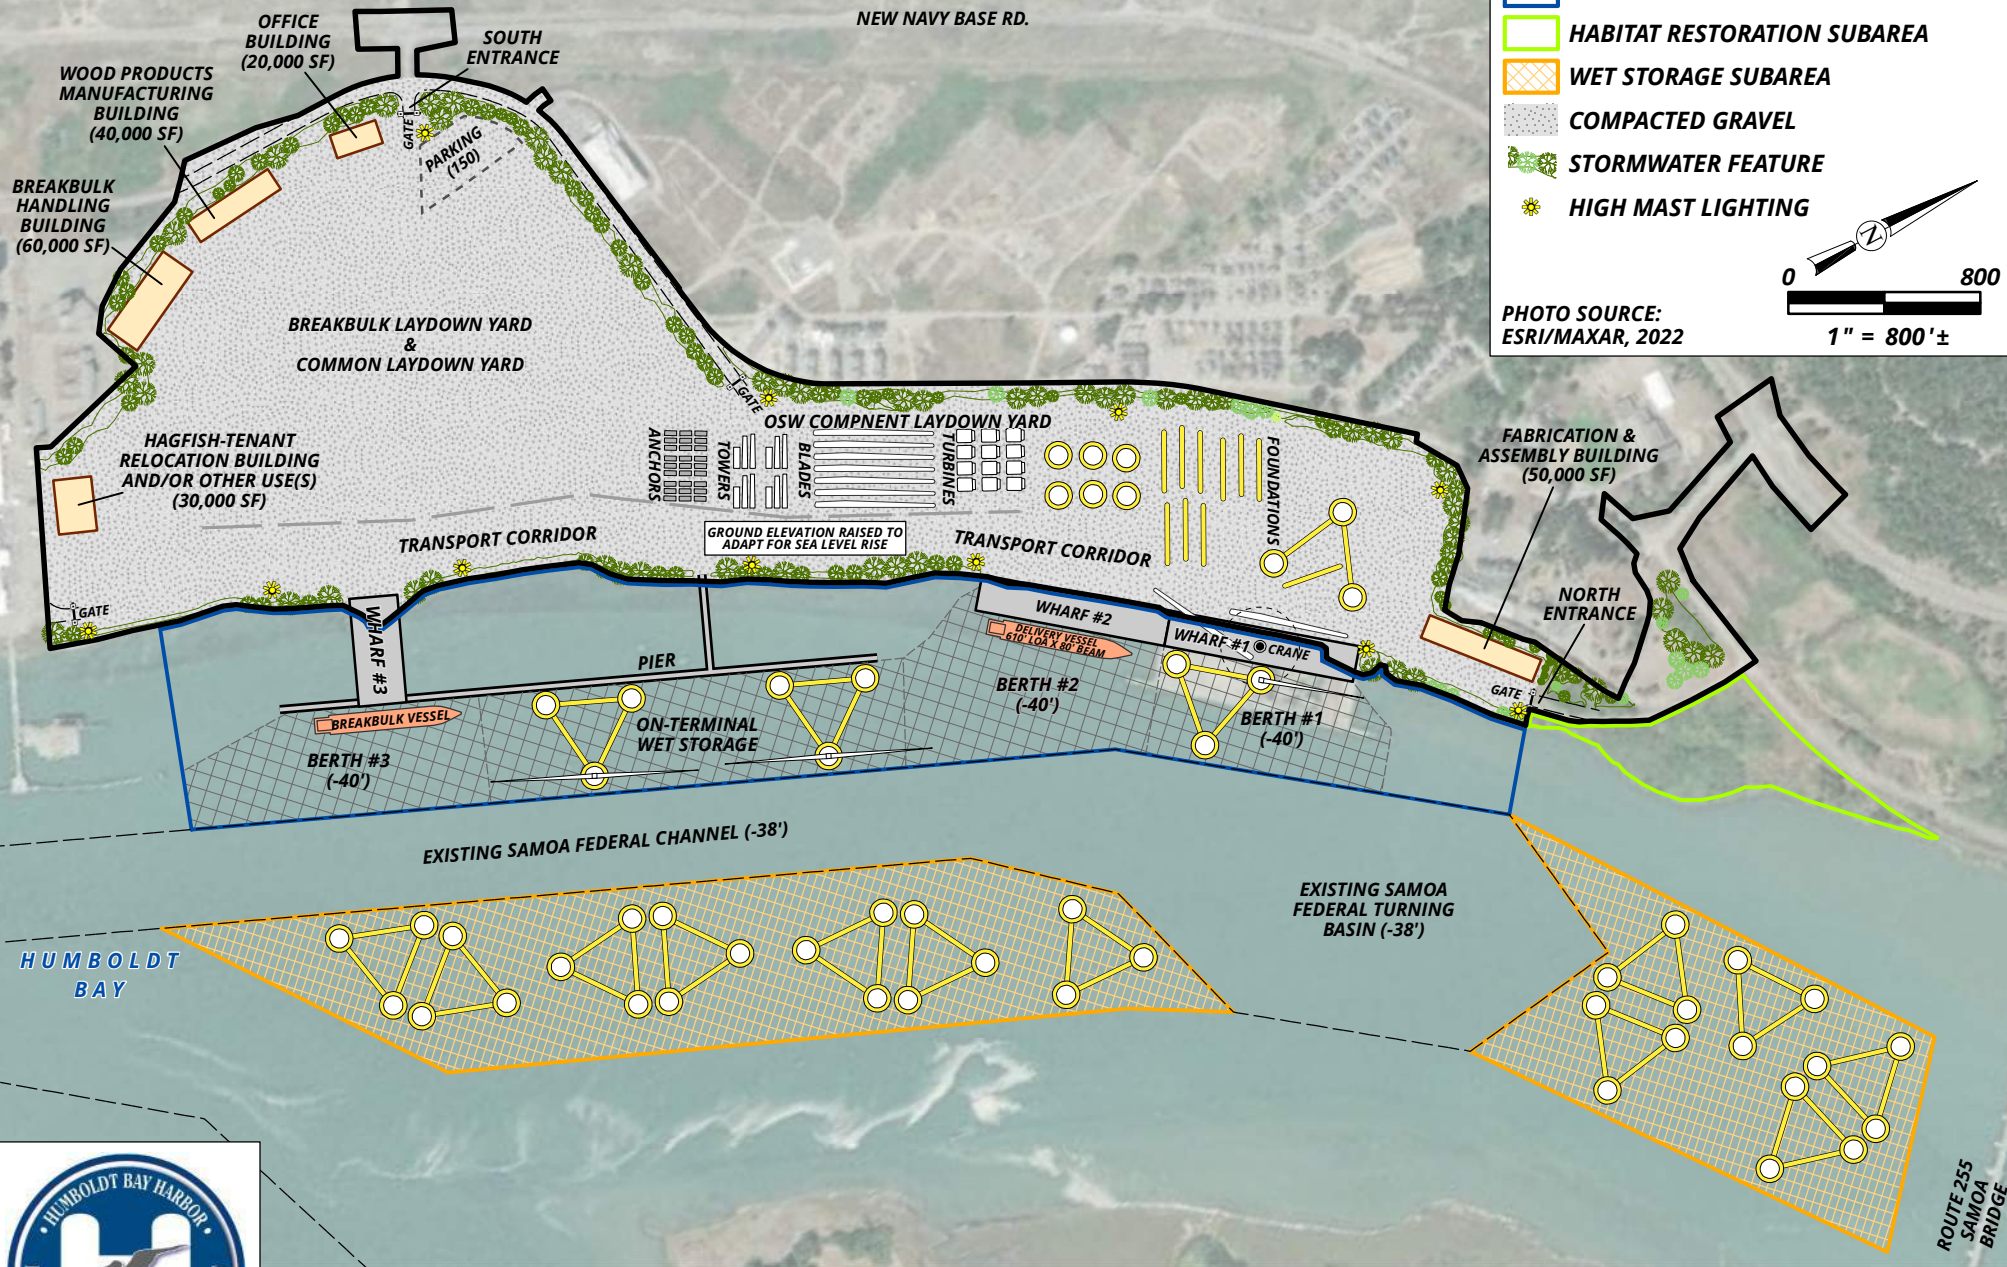 NEW NAVY BASE RD.
OFFICE
BUILDING
(20,000 SF)
SOUTH
ENTRANCE
WOOD PRODUCTS
MANUFACTURING
BUILDING
(40,000 SF)
GATE
PARKING
(150)
BREAKBULK
HANDLING
BUILDING
(60,000 SF)
HABITAT RESTORATION SUBAREA
WET STORAGE SUBAREA
COMPACTED GRAVEL
STORMWATER FEATURE
HIGH MAST LIGHTING
N
0 800
1" = 800'±
PHOTO SOURCE:
ESRI/MAXAR, 2022
BREAKBULK LAYDOWN YARD
&
COMMON LAYDOWN YARD
GATE
OSW COMPNENT LAYDOWN YARD
ANCHORS
TOWERS
BLADES
TURBINES
FOUNDATIONS
HAGFISH-TENANT
RELOCATION BUILDING
AND/OR OTHER USE(S)
(30,000 SF)
FABRICATION &
ASSEMBLY BUILDING
(50,000 SF)
TRANSPORT CORRIDOR
GROUND ELEVATION RAISED TO
ADAPT FOR SEA LEVEL RISE
TRANSPORT CORRIDOR
NORTH
ENTRANCE
GATE
WHARF #3
PIER
WHARF #2
DELIVERY VESSEL
610' LOA X 80' BEAM
WHARF #1
CRANE
GATE
BREAKBULK VESSEL
BERTH #3
(-40')
ON-TERMINAL
WET STORAGE
BERTH #2
(-40')
BERTH #1
(-40')
EXISTING SAMOA FEDERAL CHANNEL (-38')
EXISTING SAMOA
FEDERAL TURNING
BASIN (-38')
HUMBOLDT
BAY
HUMBOLDT BAY HARBOR
ROUTE 255
SAMOA
BRIDGE